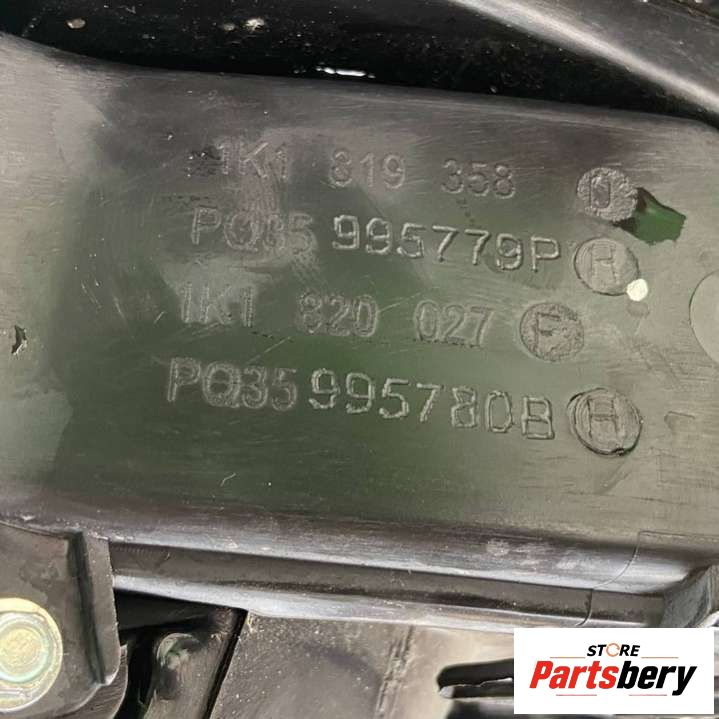 1K1 819 358 J
PQ35 995779P H
1K1 820 027 F
PQ35 995780B H
STORE
Partsbery